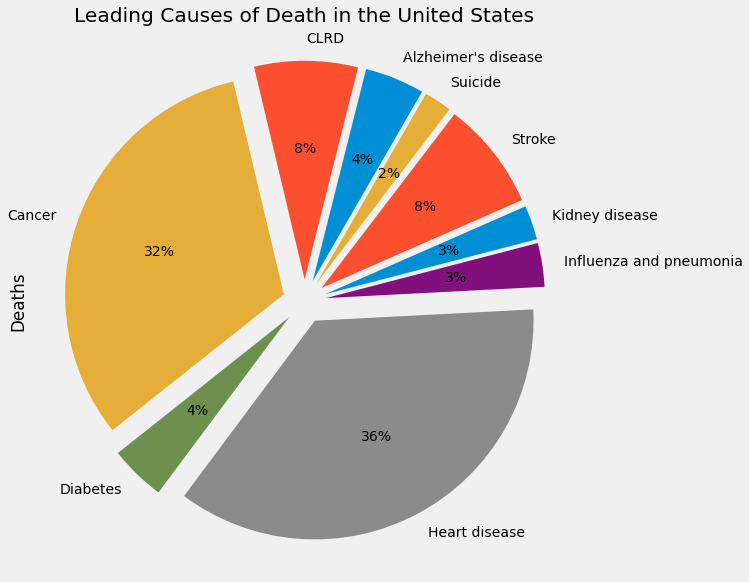 Leading Causes of Death in the United States
CLRD
Alzheimer's disease
Suicide
Stroke
8%
4%
2%
8%
Cancer
32%
Kidney disease
3%
Influenza and pneumonia
3%
Deaths
4%
36%
Diabetes
Heart disease